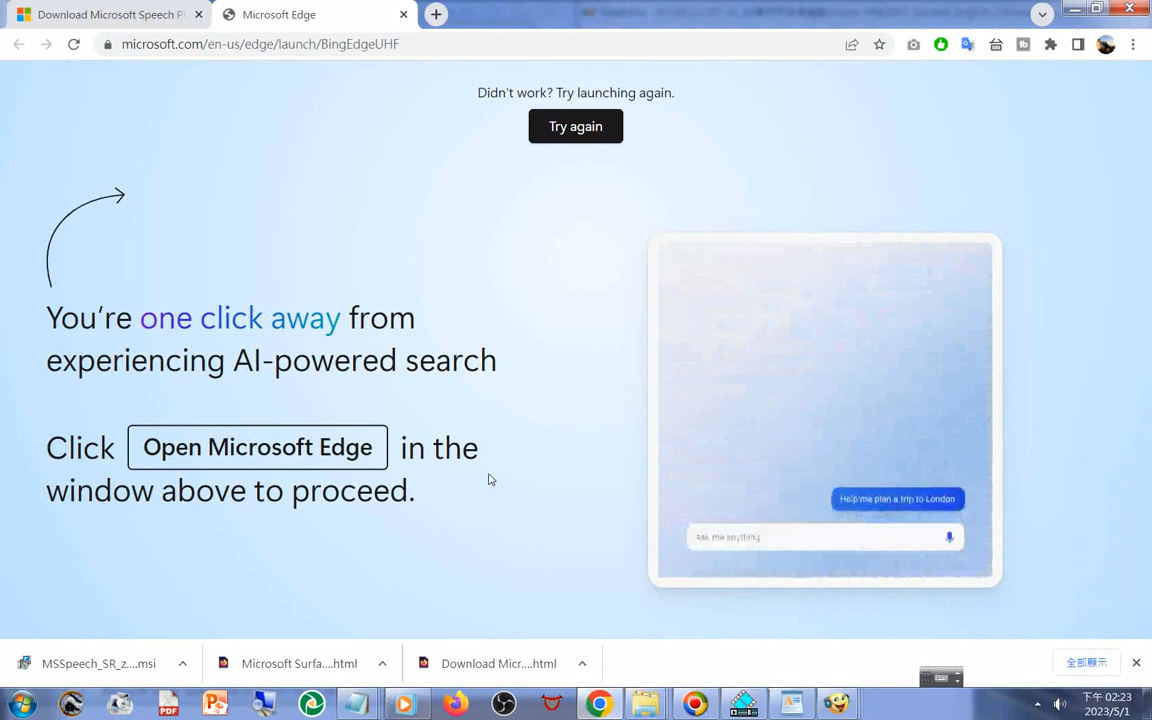 Download Microsoft Speech P
Microsoft Edge
microsoft.com/en-us/edge/launch/BingEdgeUHF
Didn't work? Try launching again.
Try again
You're one click away from
experiencing AI-powered search
Click Open Microsoft Edge in the
window above to proceed.
Help me plan a trip to London
Ask me anything
MSSpeech_SR_z....msi
Microsoft Surfa....html
Download Micr....html
全部顯示
PDF
下午 02:23
2023/5/1